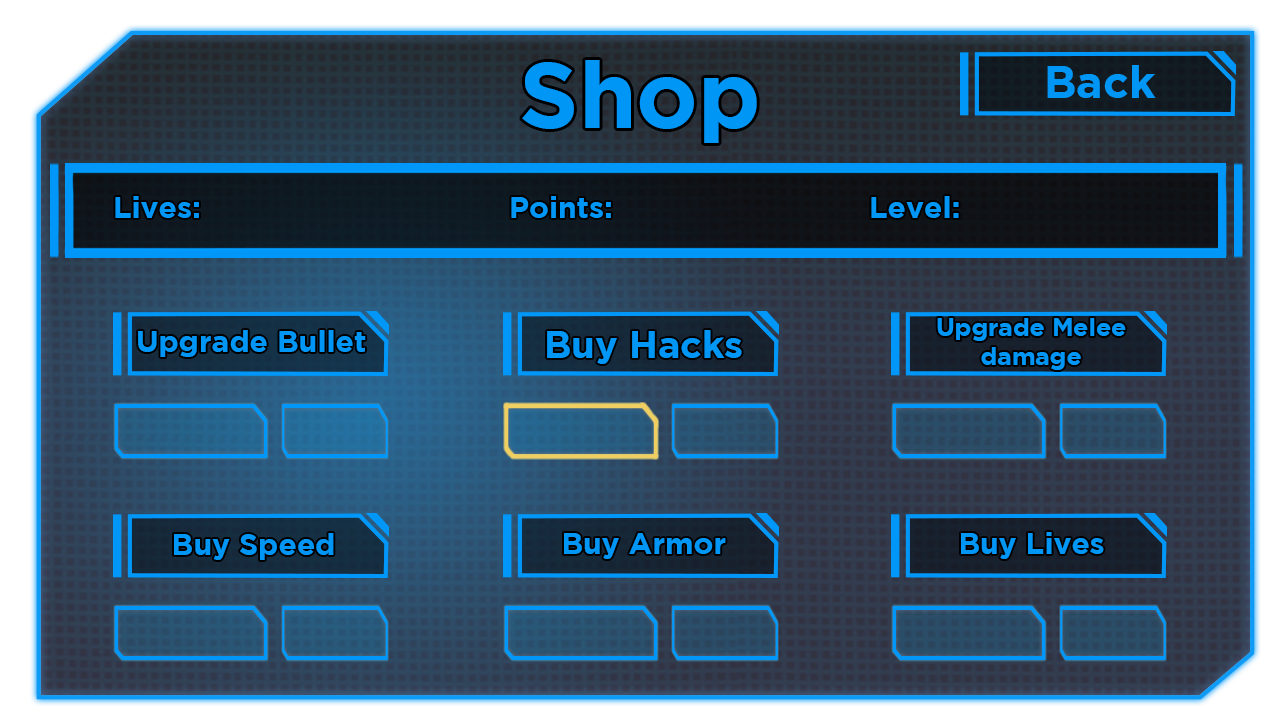 Shop
Back
Lives:
Points:
Level:
Upgrade Bullet
Buy Hacks
Upgrade Melee
damage
Buy Speed
Buy Armor
Buy Lives